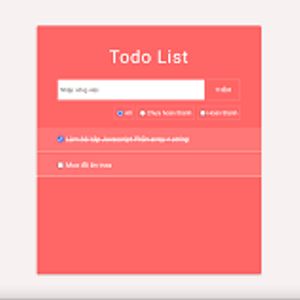 Todo List
Nhập công việc
THÊM
All Chưa hoàn thành Hoàn thành
Làm bài tập Javascript Phần array + string
Mua đồ ăn